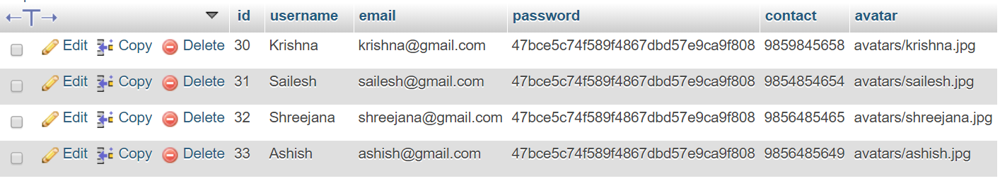 ←T→ id username email password contact avatar
Edit Copy Delete 30 Krishna krishna@gmail.com 47bce5c74f589f4867dbd57e9ca9f808 9859845658 avatars/krishna.jpg
Edit Copy Delete 31 Sailesh sailesh@gmail.com 47bce5c74f589f4867dbd57e9ca9f808 9854854654 avatars/sailesh.jpg
Edit Copy Delete 32 Shreejana shreejana@gmail.com 47bce5c74f589f4867dbd57e9ca9f808 9856485465 avatars/shreejana.jpg
Edit Copy Delete 33 Ashish ashish@gmail.com 47bce5c74f589f4867dbd57e9ca9f808 9856485649 avatars/ashish.jpg